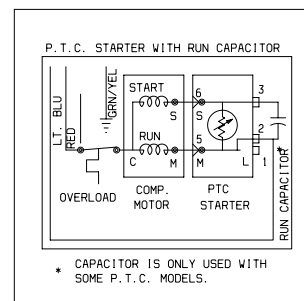 P.T.C. STARTER WITH RUN CAPACITOR
LT. BLU
RED
GRN/YEL
START
RUN
S
C
M
6
S
5
M
3
2
L
1
*
RUN CAPACITOR
OVERLOAD
COMP.
MOTOR
PTC
STARTER
* CAPACITOR IS ONLY USED WITH
SOME P.T.C. MODELS.